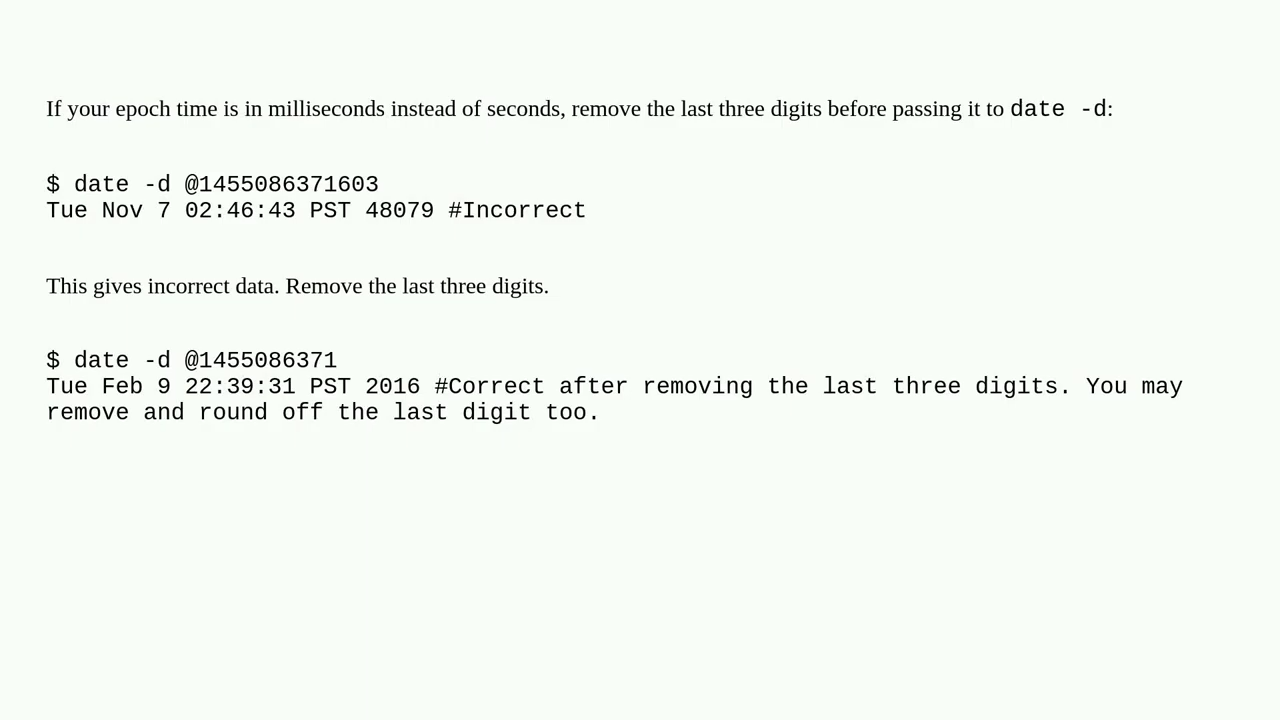 If your epoch time is in milliseconds instead of seconds, remove the last three digits before passing it to date -d:
$ date -d @1455086371603
Tue Nov 7 02:46:43 PST 48079 #Incorrect
This gives incorrect data. Remove the last three digits.
$ date -d @1455086371
Tue Feb 9 22:39:31 PST 2016 #Correct after removing the last three digits. You may
remove and round off the last digit too.